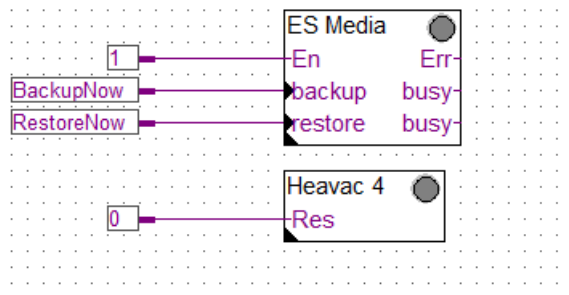 ES Media
1 En Err
BackupNow backup busy
RestoreNow restore busy
Heavac 4
0 Res